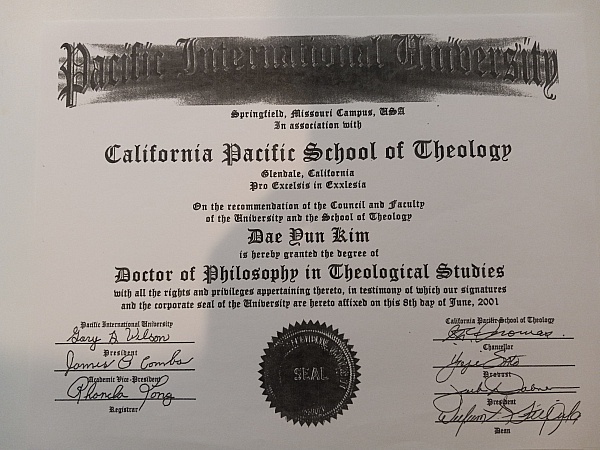 Pacific International University
Springfield, Missouri Campus, USA
In association with
California Pacific School of Theology
Glendale, California
Pro Excelsis in Exxlesia
On the recommendation of the Council and Faculty
of the University and the School of Theology
Dae Yun Kim
is hereby granted the degree of
Doctor of Philosophy in Theological Studies
with all the rights and privileges appertaining thereto, in testimony of which our signatures
and the corporate seal of the University are hereto affixed on this 8th day of June, 2001
Pacific International University
Gary A Wilson
President
James G Combs
Academic Vice-President
Rhonda Long
Registrar
SEAL
California Pacific School of Theology
Thomas
Chancellor
Provost
President
Dean